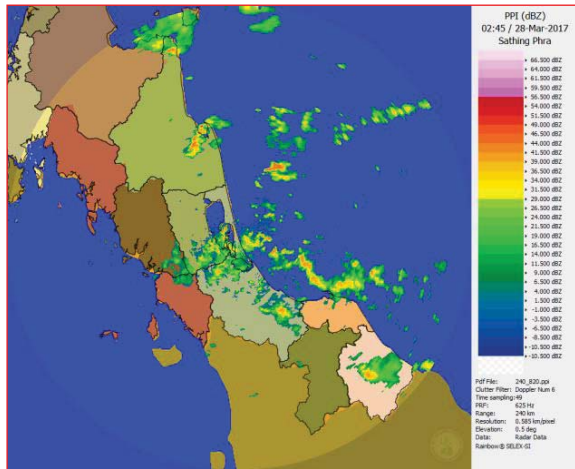 PPI (dBZ)
02:45 / 28-Mar-2017
Sathing Phra
+ 66.500 dBZ
+ 64.000 dBZ
+ 61.500 dBZ
+ 59.000 dBZ
+ 56.500 dBZ
+ 54.000 dBZ
+ 51.500 dBZ
+ 49.000 dBZ
+ 46.500 dBZ
+ 44.000 dBZ
+ 41.500 dBZ
+ 39.000 dBZ
+ 36.500 dBZ
+ 34.000 dBZ
+ 31.500 dBZ
+ 29.000 dBZ
+ 26.500 dBZ
+ 24.000 dBZ
+ 21.500 dBZ
+ 19.000 dBZ
+ 16.500 dBZ
+ 14.000 dBZ
+ 11.500 dBZ
+ 9.000 dBZ
+ 6.500 dBZ
+ 4.000 dBZ
+ 1.500 dBZ
+ -1.000 dBZ
+ -3.500 dBZ
+ -6.000 dBZ
+ -8.500 dBZ
+ -10.500 dBZ
Pdf File: 240_820.ppi
Clutter Filter: Doppler Num 6
Time sampling:49
PRF: 625 Hz
Range: 240 km
Resolution: 0.585 km/pixel
Elevation: 0.5 deg
Data: Radar Data
Rainbow® SELEX-SI